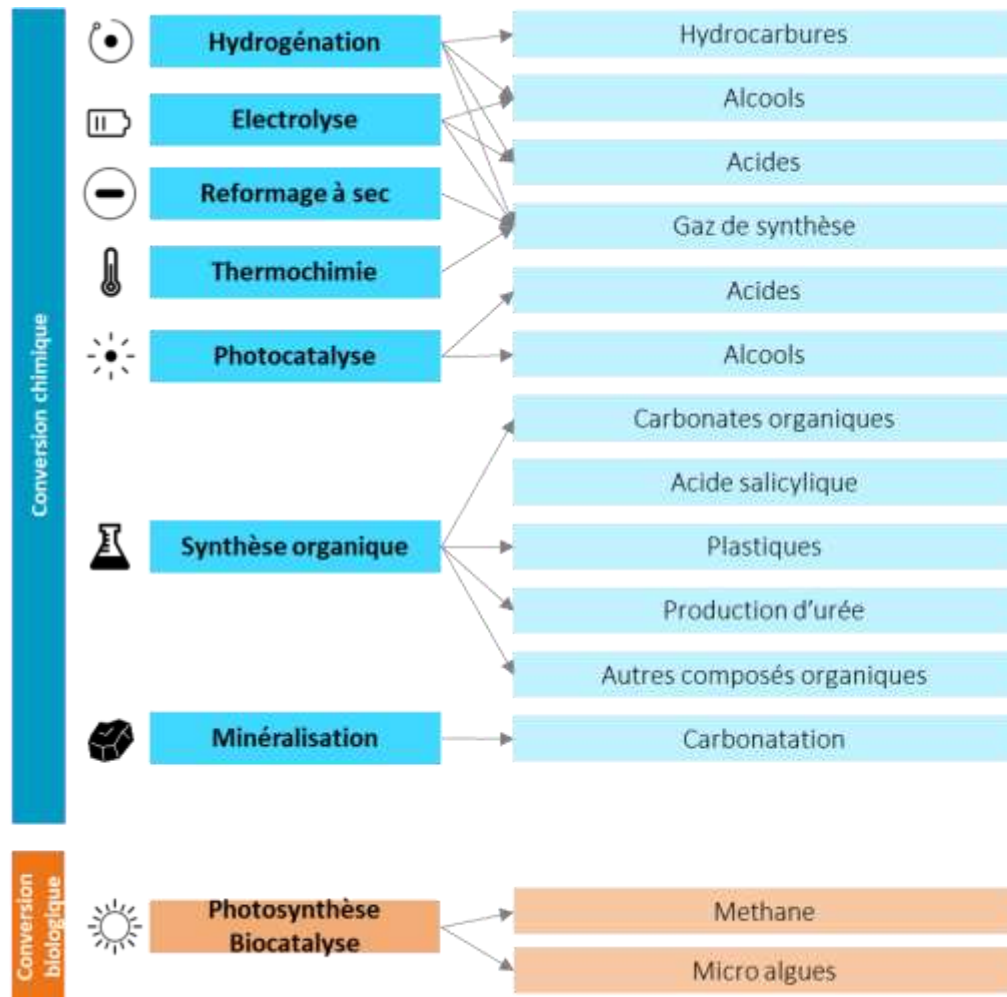 Conversion chimique
Hydrogénation
Electrolyse
Reformage à sec
Thermochimie
Photocatalyse
Synthèse organique
Minéralisation
Hydrocarbures
Alcools
Acides
Gaz de synthèse
Acides
Alcools
Carbonates organiques
Acide salicylique
Plastiques
Production d'urée
Autres composés organiques
Carbonatation
Conversion
biologique
Photosynthèse
Biocatalyse
Methane
Micro algues